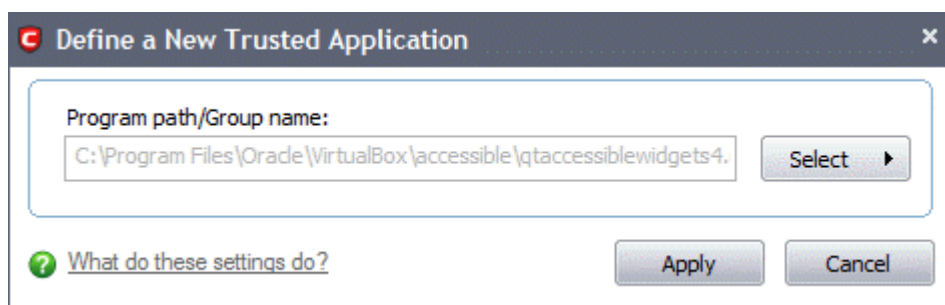 Define a New Trusted Application
Program path/Group name:
C:\Program Files\Oracle\VirtualBox\accessible\qtaccessiblewidgets4.
Select
What do these settings do?
Apply
Cancel